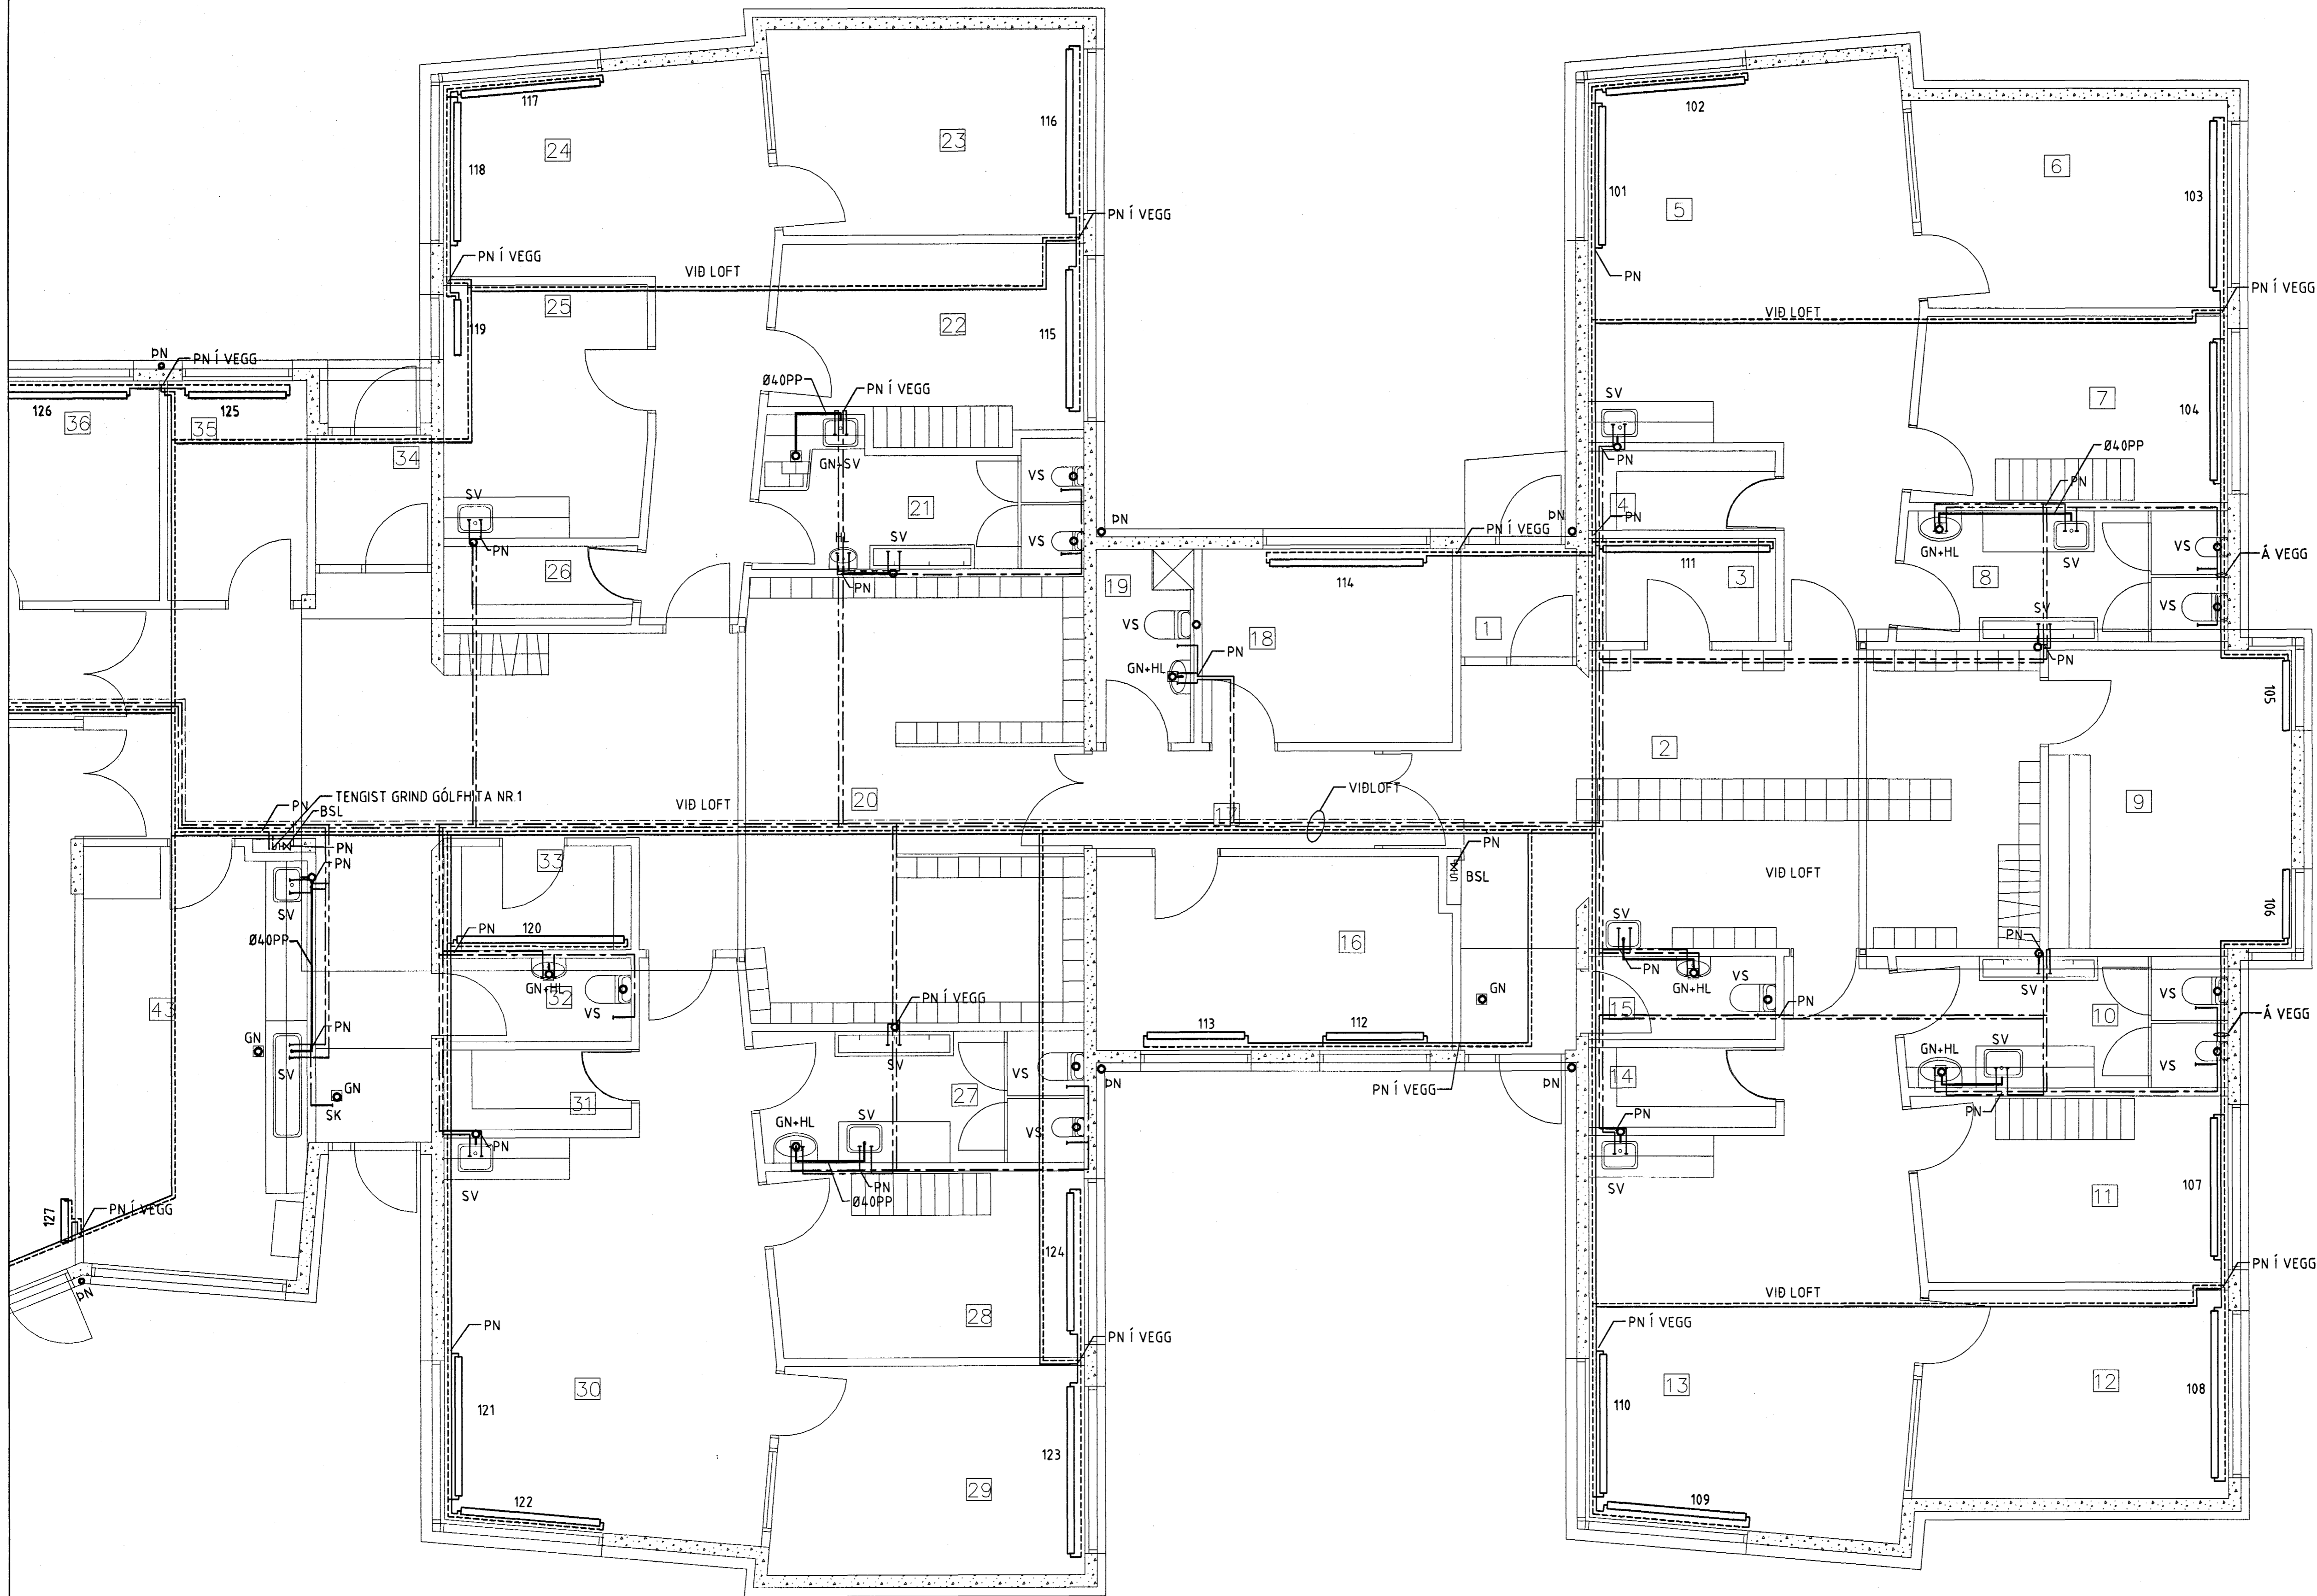 117
116
23
24
118
PN Í VEGG
PN Í VEGG
VIÐ LOFT
25
119
22
115
ÞN
PN Í VEGG
126
125
36
35
34
Ø40PP
PN Í VEGG
GN+SV
VS
SV
21
PN
26
HL
SV
VS
PN
ÞN
102
6
101
5
103
PN
PN Í VEGG
VIÐ LOFT
SV
7
104
Ø40PP
PN
PN
4
ÞN
PN
PN Í VEGG
GN+HL
SV
VS
Á VEGG
111
3
8
VS
SV
114
19
VS
18
1
PN
GN+HL
PN
105
2
9
TENGIST GRIND GÓLFHITA NR.1
PN
BSL
VIÐ LOFT
20
17
VIÐ LOFT
PN
PN
33
PN
BSL
VIÐ LOFT
SV
106
Ø40PP
120
PN
16
SV
PN
PN
VS
GN+HL
43
GN+HL
32
VS
PN Í VEGG
GN
15
PN
SV
VS
10
Á VEGG
PN
GN
SV
113
112
GN+HL
VS
SV
VS
GN
SK
31
27
PN Í VEGG
ÞN
14
PN
PN
GN+HL
SV
VS
PN
SV
PN
Ø40PP
SV
11
107
127
PN Í VEGG
124
ÞN
PN Í VEGG
VIÐ LOFT
28
PN
PN Í VEGG
PN Í VEGG
30
121
13
12
108
110
123
29
122
109